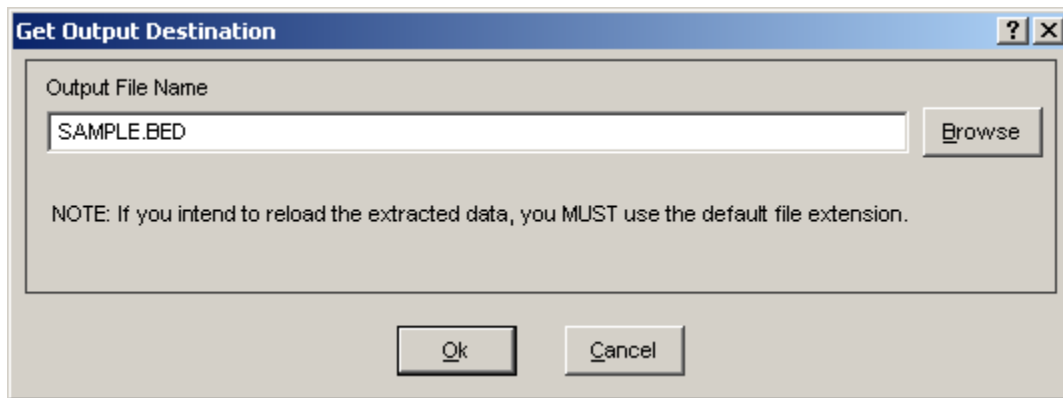 Get Output Destination
Output File Name
SAMPLE.BED
Browse
NOTE: If you intend to reload the extracted data, you MUST use the default file extension.
Ok
Cancel